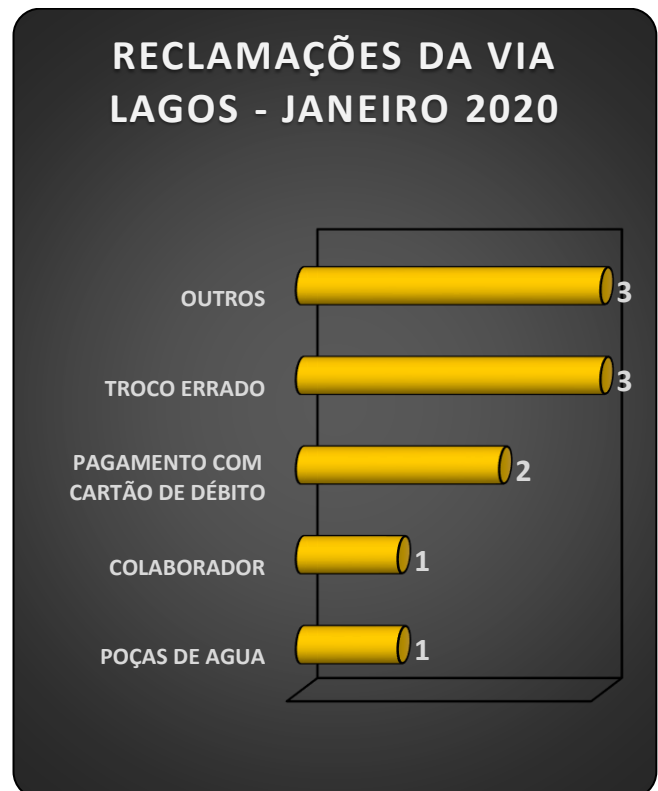 RECLAMAÇÕES DA VIA
LAGOS - JANEIRO 2020
OUTROS
3
TROCO ERRADO
3
PAGAMENTO COM
CARTÃO DE DÉBITO
2
COLABORADOR
1
POÇAS DE AGUA
1